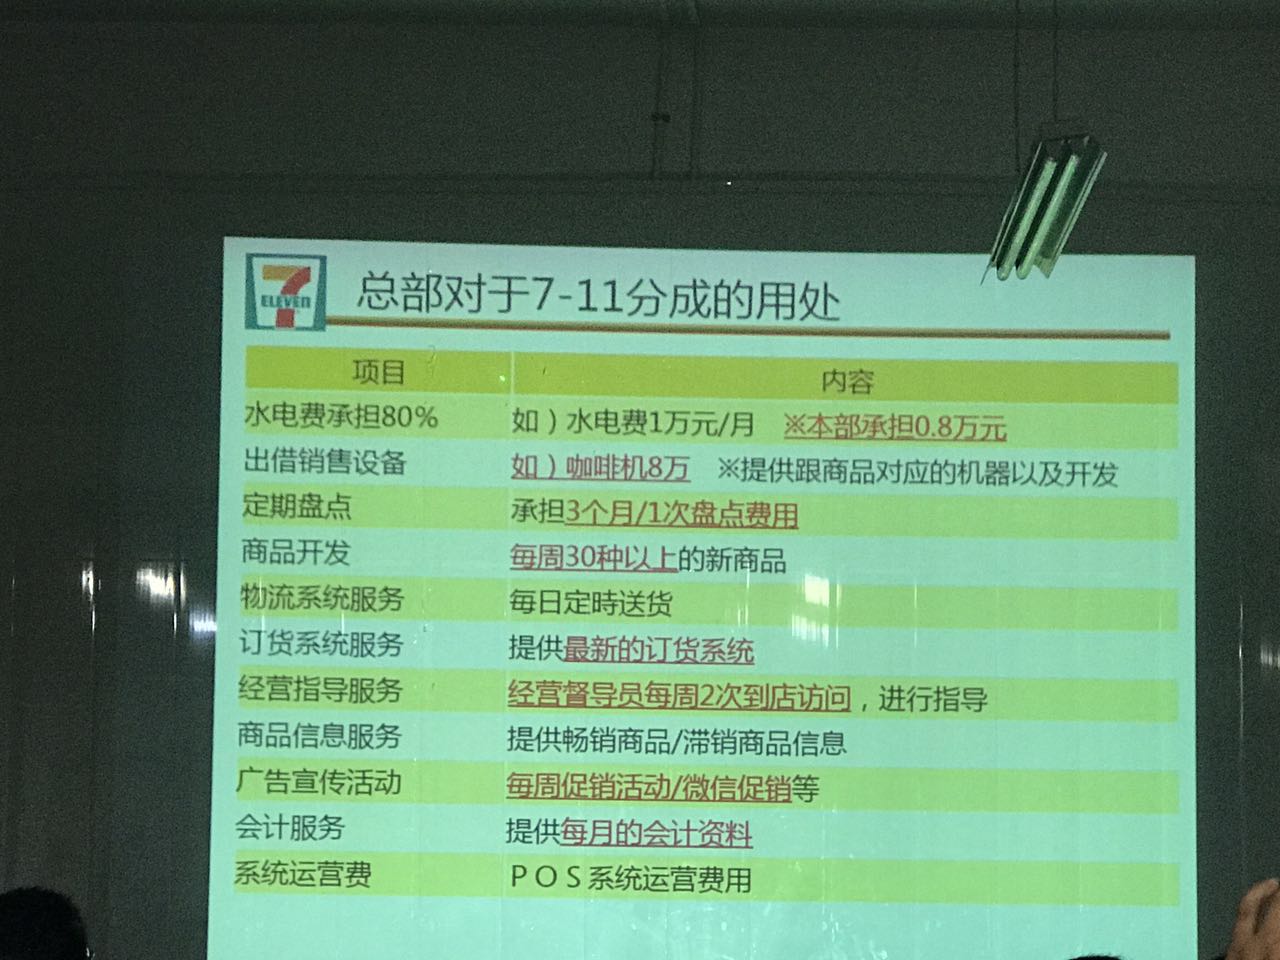 7
ELEVEn
总部对于7-11分成的用处
项目 内容
水电费承担80% 如）水电费1万元/月 ※本部承担0.8万元
出借销售设备 如）咖啡机8万 ※提供跟商品对应的机器以及开发
定期盘点 承担3个月/1次盘点费用
商品开发 每周30种以上的新商品
物流系统服务 每日定時送货
订货系统服务 提供最新的订货系统
经营指导服务 经营督导员每周2次到店访问，进行指导
商品信息服务 提供畅销商品/滞销商品信息
广告宣传活动 每周促销活动/微信促销等
会计服务 提供每月的会计资料
系统运营费 ＰＯＳ系统运营费用